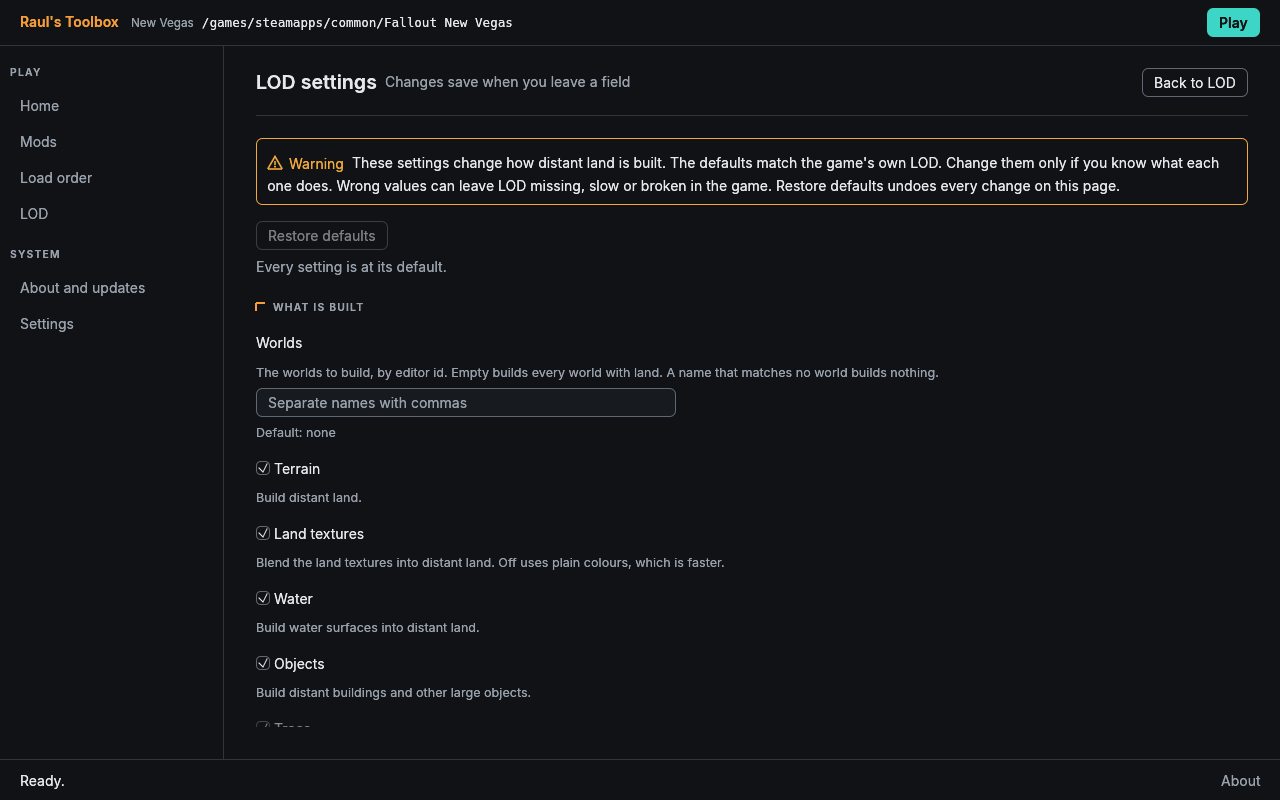 Raul's Toolbox New Vegas /games/steamapps/common/Fallout New Vegas Play
PLAY
Home
Mods
Load order
LOD
SYSTEM
About and updates
Settings
LOD settings Changes save when you leave a field Back to LOD
Warning These settings change how distant land is built. The defaults match the game's own LOD. Change them only if you know what each
one does. Wrong values can leave LOD missing, slow or broken in the game. Restore defaults undoes every change on this page.
Restore defaults
Every setting is at its default.
WHAT IS BUILT
Worlds
The worlds to build, by editor id. Empty builds every world with land. A name that matches no world builds nothing.
Separate names with commas
Default: none
Terrain
Build distant land.
Land textures
Blend the land textures into distant land. Off uses plain colours, which is faster.
Water
Build water surfaces into distant land.
Objects
Build distant buildings and other large objects.
Ready. About